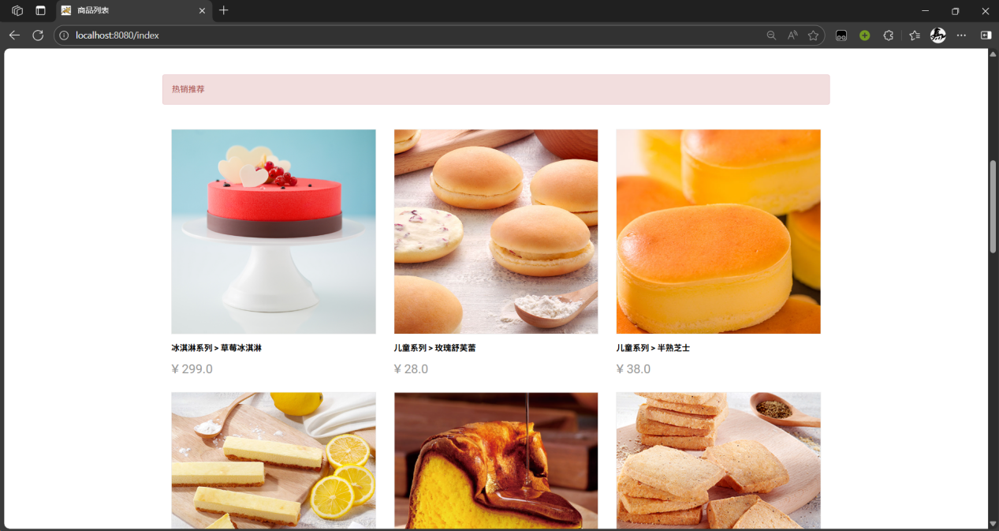 商品列表
localhost:8080/index
热销推荐
冰淇淋系列 > 草莓冰淇淋
¥ 299.0
儿童系列 > 玫瑰舒芙蕾
¥ 28.0
儿童系列 > 半熟芝士
¥ 38.0